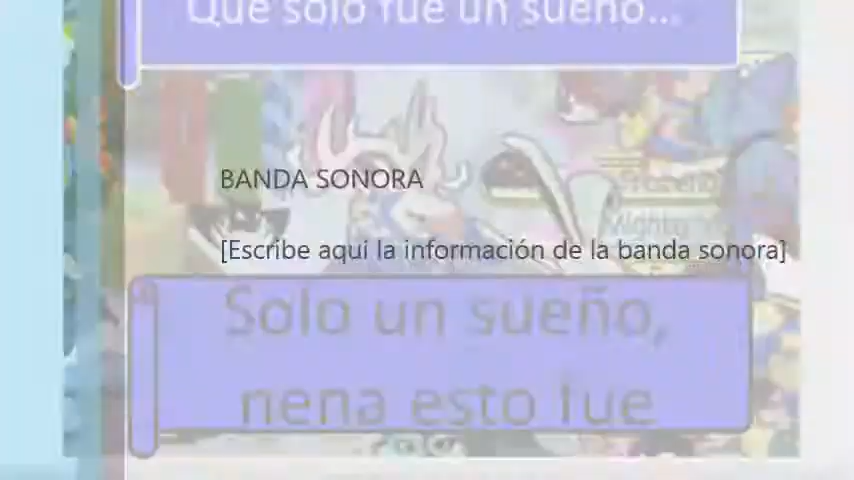 Que solo fue un sueño...
BANDA SONORA
[Escribe aquí la información de la banda sonora]
Solo un sueño,
nena esto fue